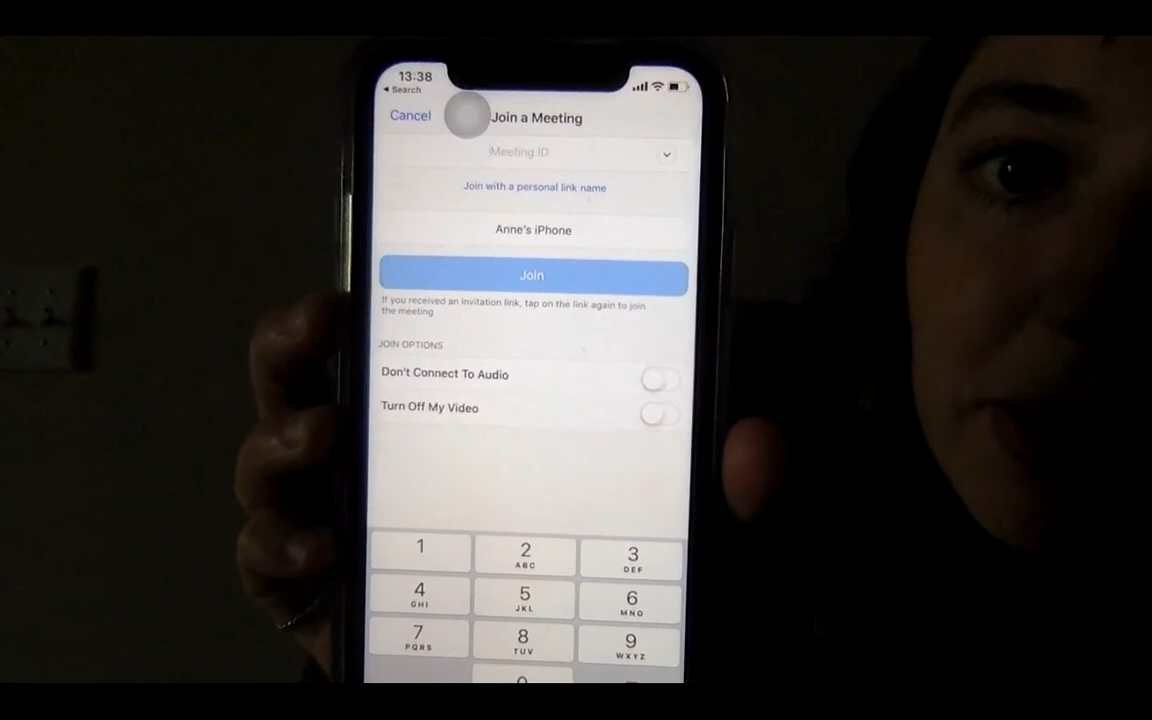 13:38
◀ Search
Cancel
Join a Meeting
Meeting ID
Join with a personal link name
Anne's iPhone
Join
If you received an invitation link, tap on the link again to join
the meeting
JOIN OPTIONS
Don't Connect To Audio
Turn Off My Video
1 2 3
ABC DEF
4 5 6
GHI JKL MNO
7 8 9
PQRS TUV WXYZ
0